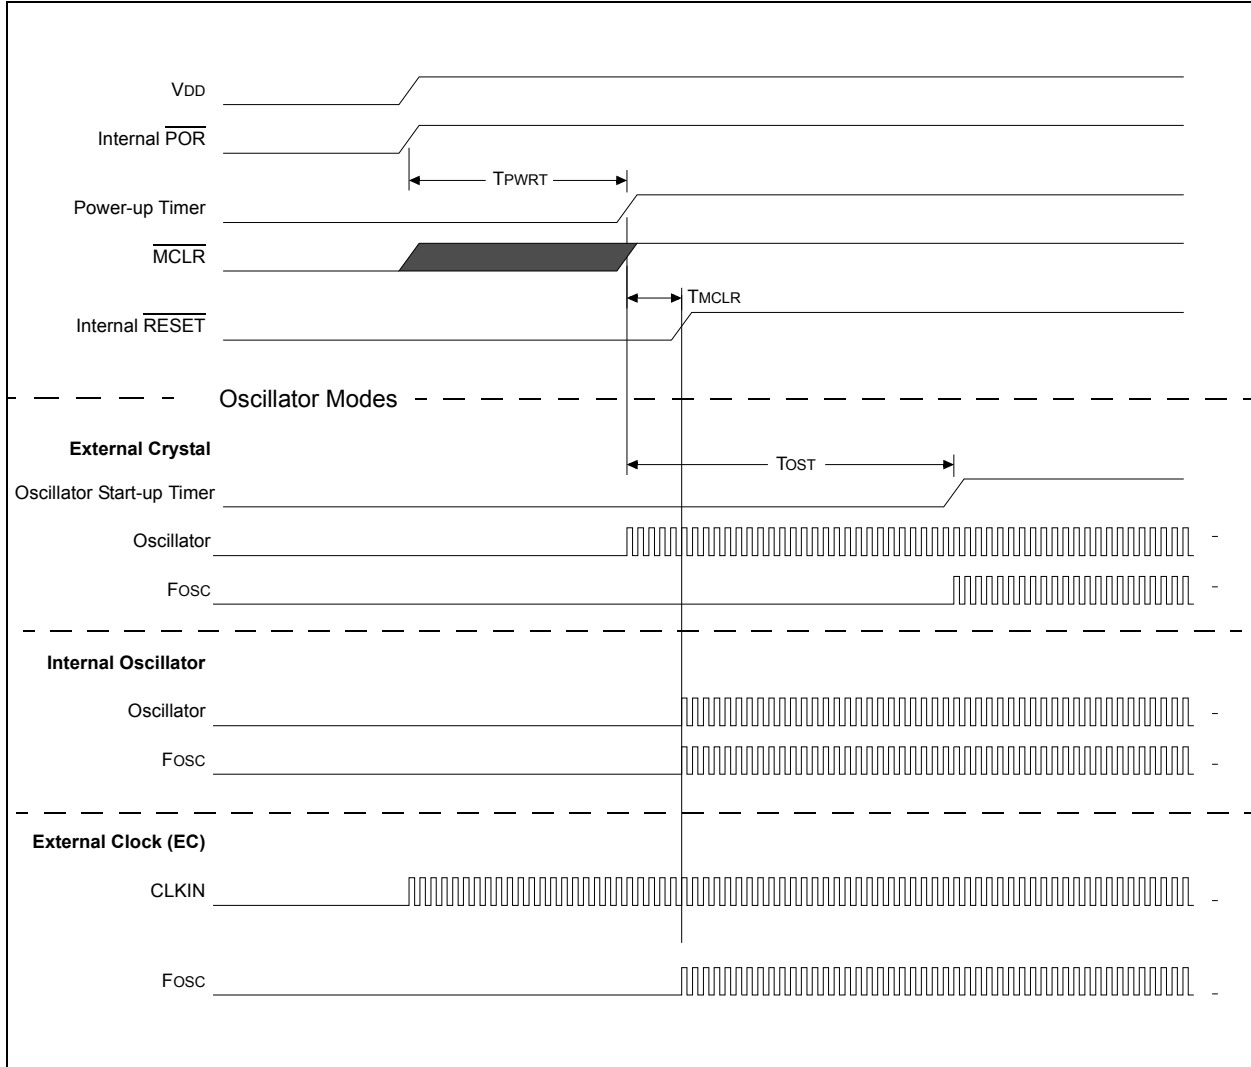 VDD
Internal POR
TPWRT
Power-up Timer
MCLR
TMCLR
Internal RESET
Oscillator Modes
External Crystal
TOST
Oscillator Start-up Timer
Oscillator
FOSC
Internal Oscillator
Oscillator
FOSC
External Clock (EC)
CLKIN
FOSC